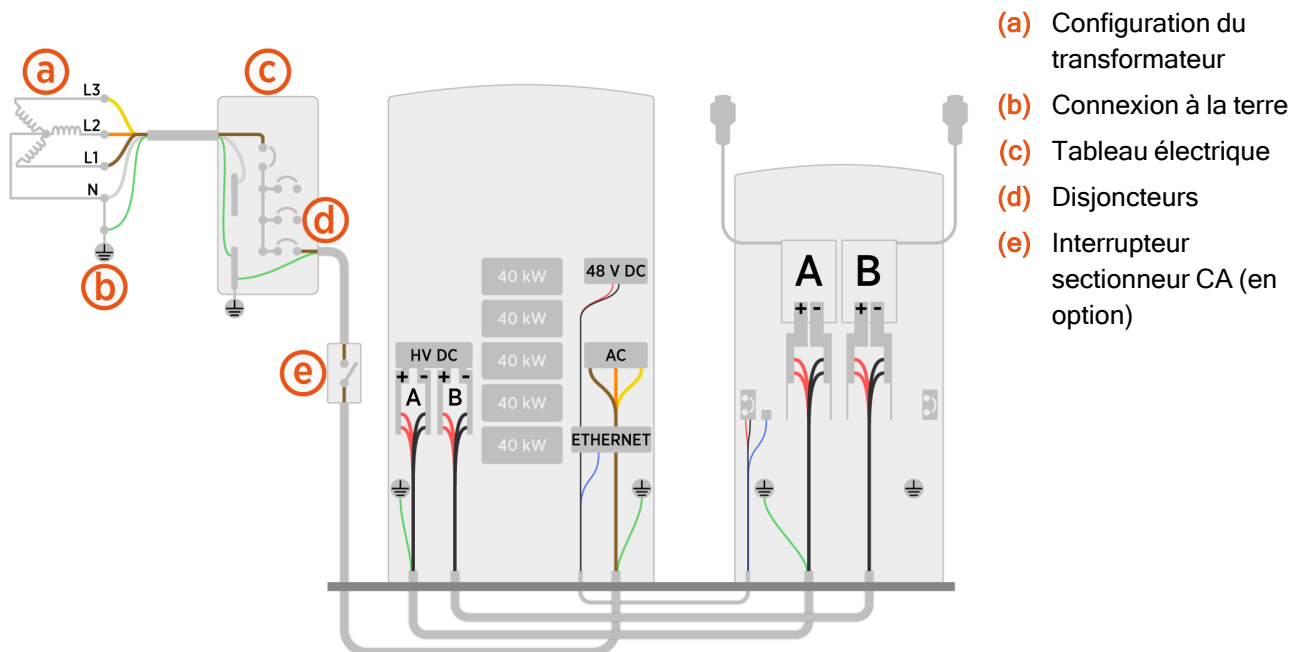 (a) Configuration du
transformateur
(b) Connexion à la terre
(c) Tableau électrique
(d) Disjoncteurs
(e) Interrupteur
sectionneur CA (en
option)
a
c
L3
L2
L1
N
b
d
e
40 kW
40 kW
40 kW
40 kW
40 kW
48 V DC
HV DC
+ - + -
A B
AC
ETHERNET
A B
+ - + -